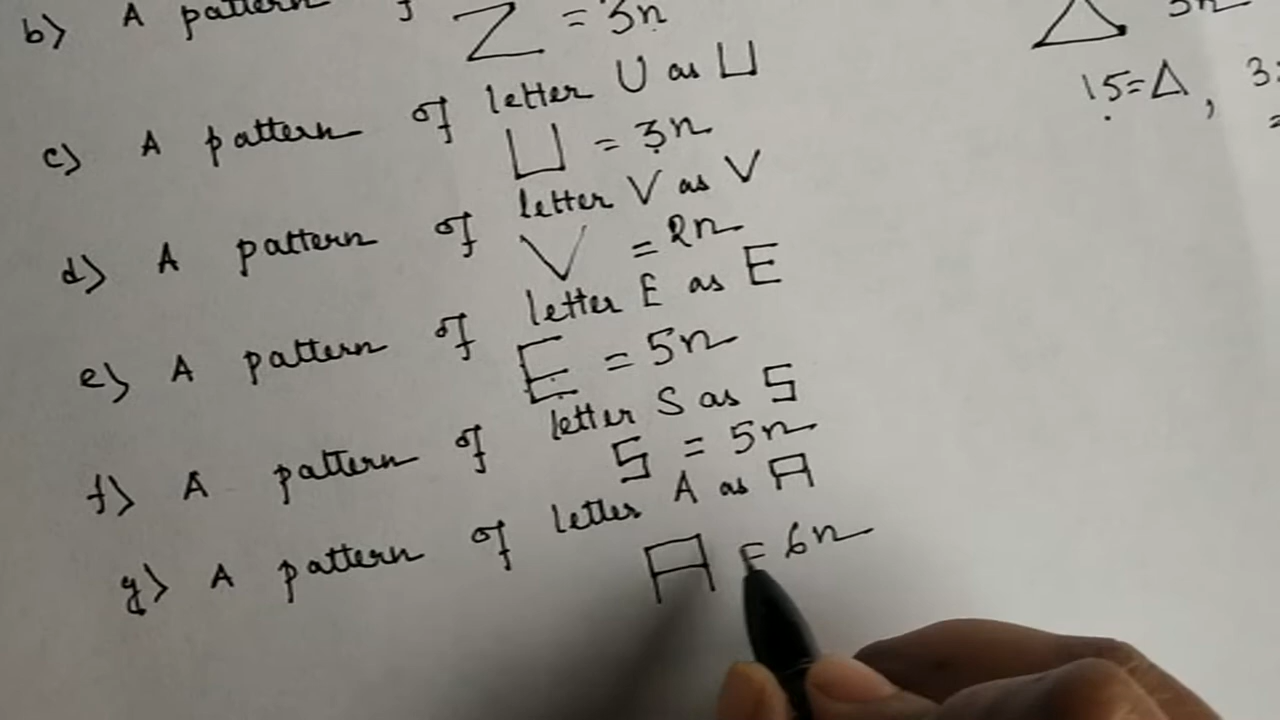 b) A pattern
Z = 3n
c) A pattern of letter U as U
U = 3n
d) A pattern of letter V as V
V = 2n
e) A pattern of letter E as E
E = 5n
f) A pattern of letter S as S
S = 5n
g) A pattern of letter A as A
A = 6n
Δ 3n
15=Δ, 3
=